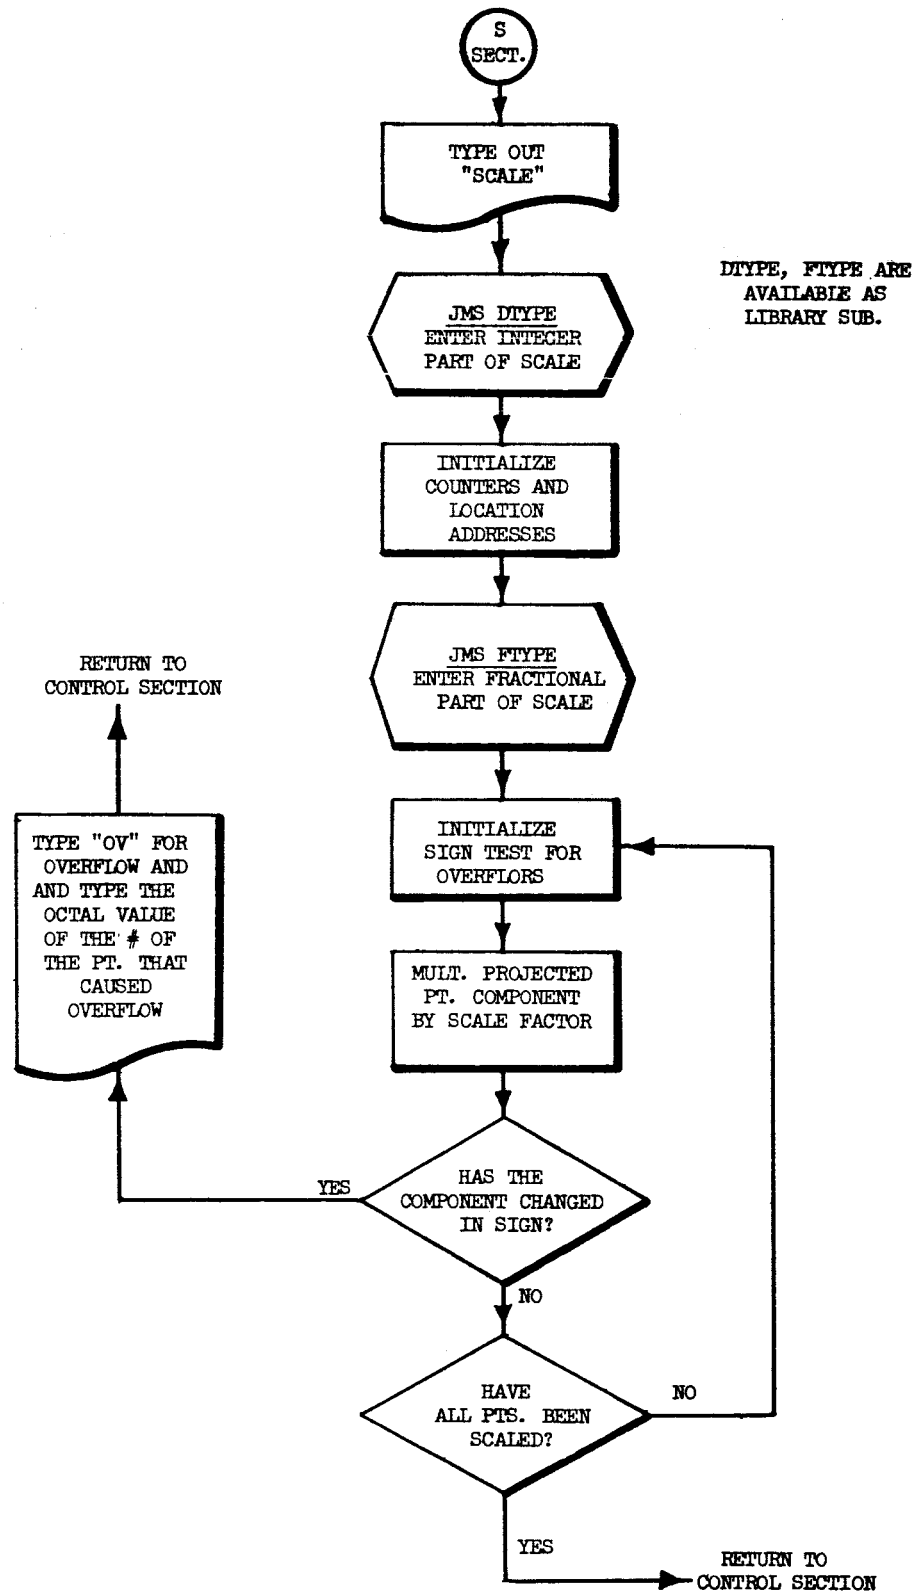 S
SECT.
TYPE OUT
"SCALE"
DTYPE, FTYPE ARE
AVAILABLE AS
LIBRARY SUB.
JMS DTYPE
ENTER INTEGER
PART OF SCALE
INITIALIZE
COUNTERS AND
LOCATION
ADDRESSES
JMS FTYPE
ENTER FRACTIONAL
PART OF SCALE
RETURN TO
CONTROL SECTION
TYPE "OV" FOR
OVERFLOW AND
AND TYPE THE
OCTAL VALUE
OF THE # OF
THE PT. THAT
CAUSED
OVERFLOW
INITIALIZE
SIGN TEST FOR
OVERFLORS
MULT. PROJECTED
PT. COMPONENT
BY SCALE FACTOR
YES
HAS THE
COMPONENT CHANGED
IN SIGN?
NO
HAVE
ALL PTS. BEEN
SCALED?
NO
YES
RETURN TO
CONTROL SECTION